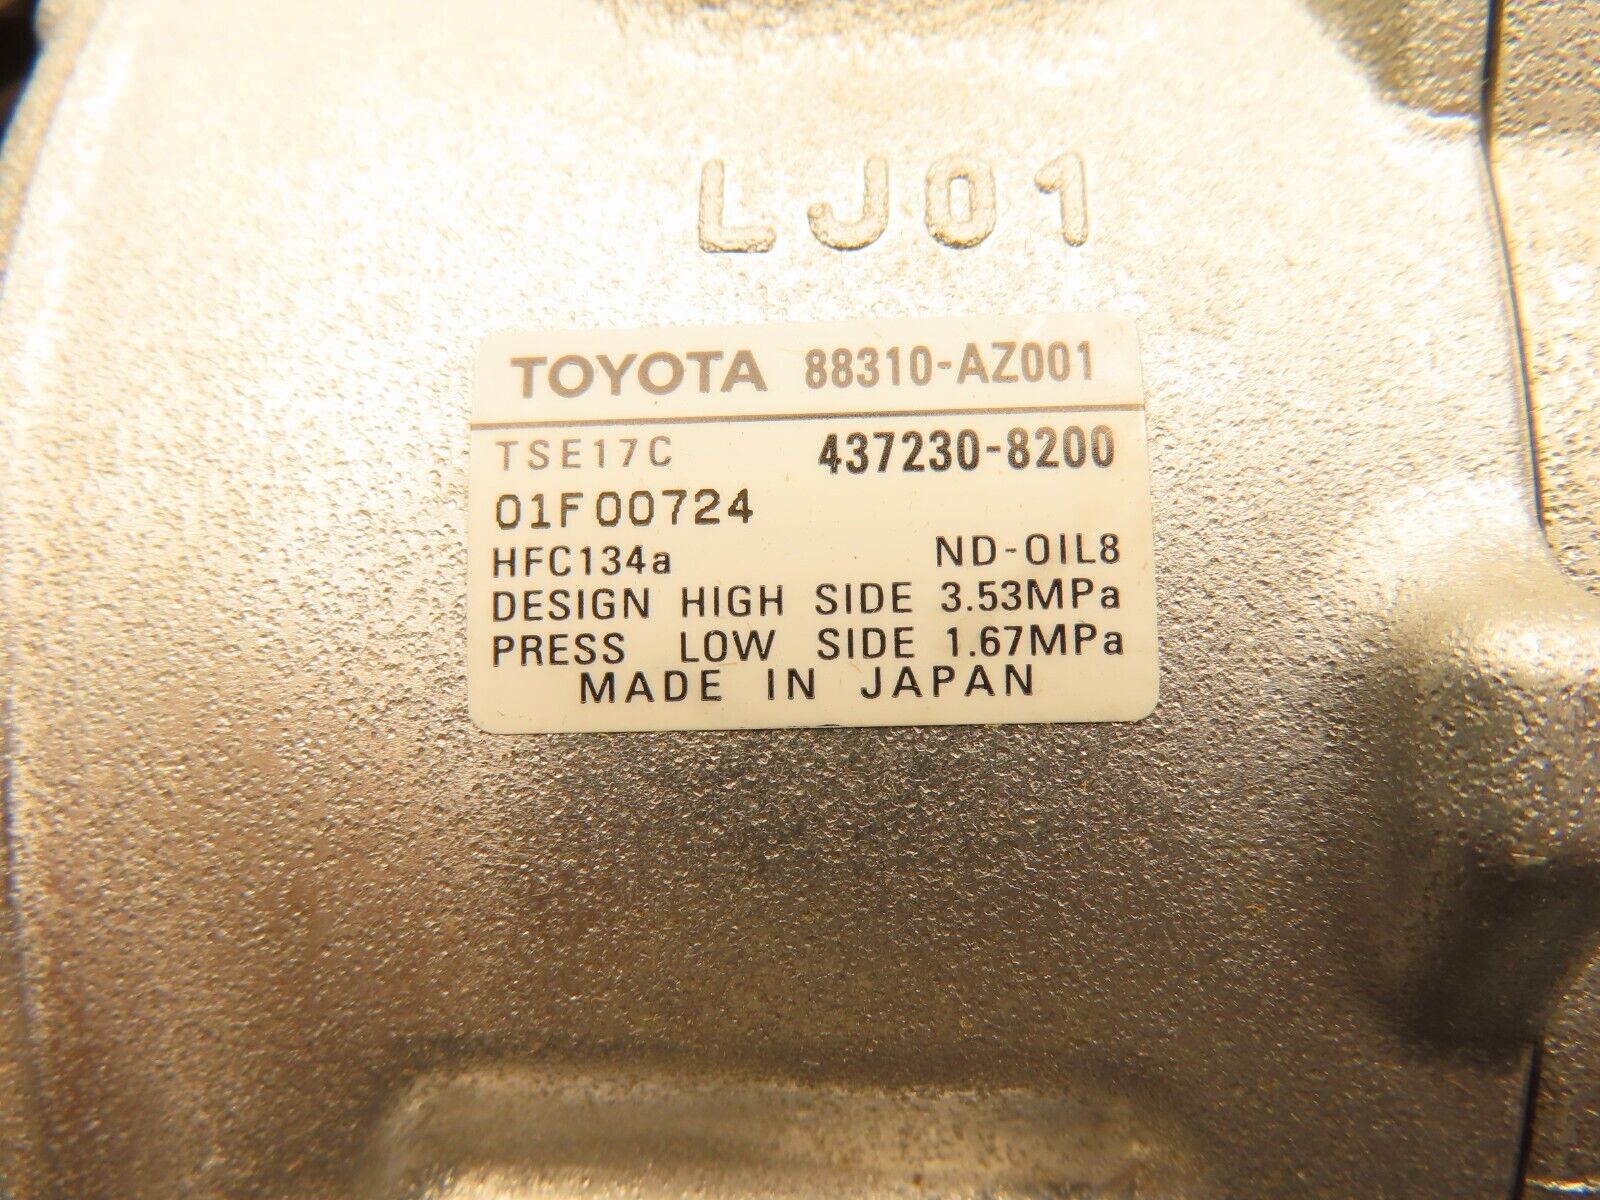 LJ01
TOYOTA 88310-AZ001
TSE17C 437230-8200
01F00724
HFC134a ND-OIL8
DESIGN HIGH SIDE 3.53MPa
PRESS LOW SIDE 1.67MPa
MADE IN JAPAN